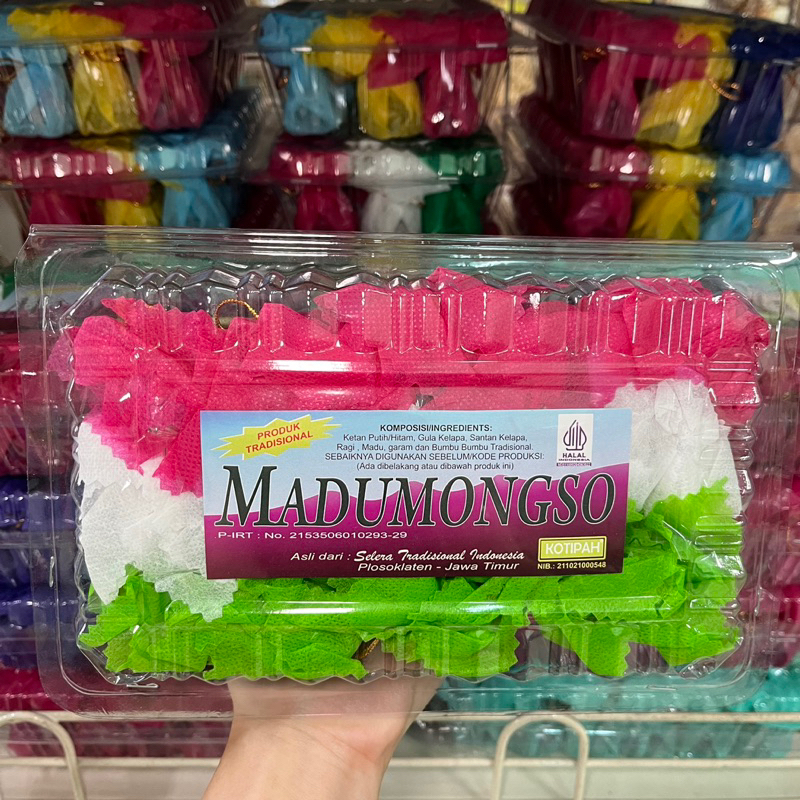 PRODUK
TRADISIONAL
KOMPOSISI/INGREDIENTS:
Ketan Putih/Hitam, Gula Kelapa, Santan Kelapa,
Ragi , Madu, garam dan Bumbu Bumbu Tradisional.
SEBAIKNYA DIGUNAKAN SEBELUM/KODE PRODUKSI:
(Ada dibelakang atau dibawah produk ini)
HALAL
INDONESIA
MADUMONGSO
P-IRT : No. 2153506010293-29
Asli dari : Selera Tradisional Indonesia
Plosoklaten - Jawa Timur
KOTIPAH
NIB.: 211021000548